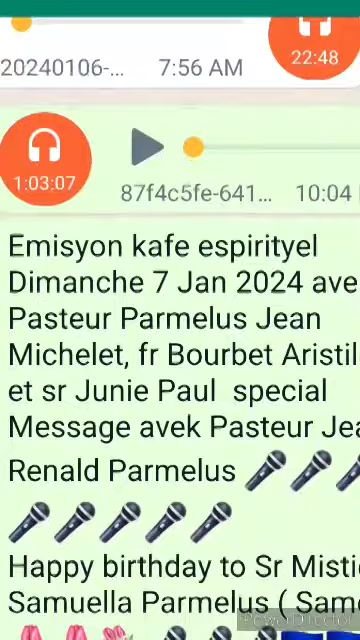 22:48
20240106-... 7:56 AM
1:03:07
87f4c5fe-641... 10:04
Emisyon kafe espirityel
Dimanche 7 Jan 2024 ave
Pasteur Parmelus Jean
Michelet, fr Bourbet Aristil
et sr Junie Paul special
Message avek Pasteur Jea
Renald Parmelus 🎤🎤🎤
🎤🎤🎤🎤🎤
Happy birthday to Sr Misti
Samuella Parmelus ( Sam
PowerDirector